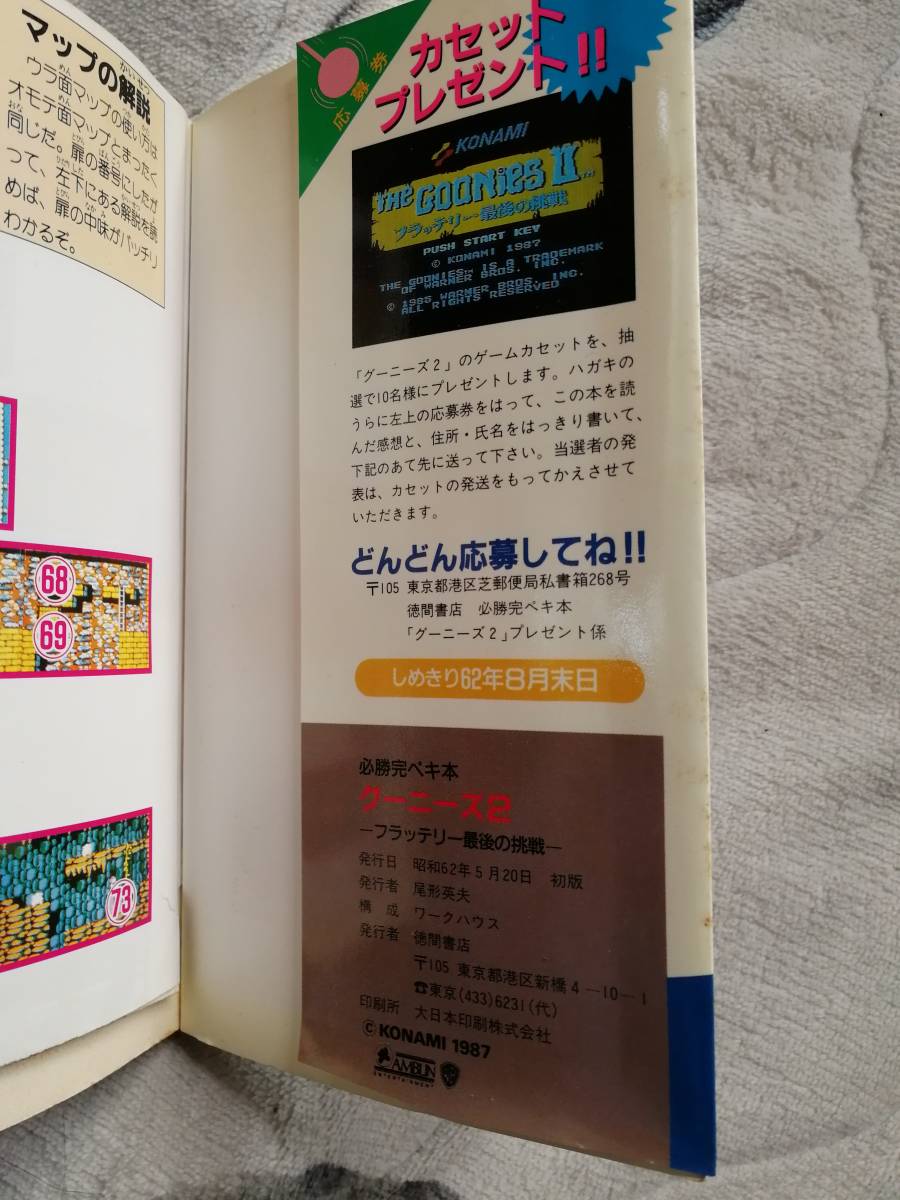 マップの解説
ウラ面マップの使い方は
オモテ面マップとまったく
同じだ。扉の番号にしたが
って、左下にある解説を読
めば、扉の中味がバッチリ
わかるぞ。
68
69
73
応募券
カセット
プレゼント!!
KONAMI
THE GOONIES II™
フラッテリー最後の挑戦
PUSH START KEY
© KONAMI 1987
THE GOONIES™ IS A TRADEMARK
OF WARNER BROS. INC.
© 1985 WARNER BROS. INC.
ALL RIGHTS RESERVED
「グーニーズ2」のゲームカセットを、抽
選で10名様にプレゼントします。ハガキの
うらに左上の応募券をはって、この本を読
んだ感想と、住所・氏名をはっきり書いて、
下記のあて先に送って下さい。当選者の発
表は、カセットの発送をもってかえさせて
いただきます。
どんどん応募してね!!
〒105 東京都港区芝郵便局私書箱268号
徳間書店 必勝完ペキ本
「グーニーズ2」プレゼント係
しめきり62年8月末日
必勝完ペキ本
グーニーズ2
―フラッテリー最後の挑戦―
発行日 昭和62年5月20日 初版
発行者 尾形英夫
構成 ワークハウス
発行者 徳間書店
〒105 東京都港区新橋4―10―1
☎東京(433)6231(代)
印刷所 大日本印刷株式会社
© KONAMI 1987
AMBLIN
ENTERTAINMENT